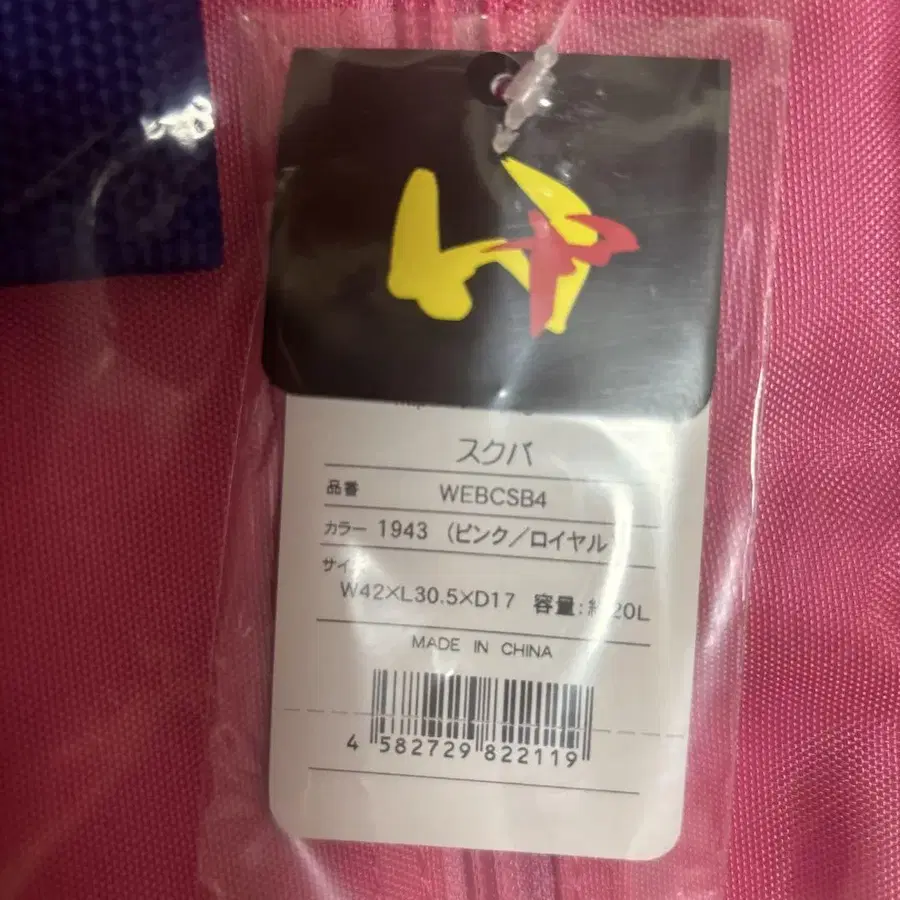 スクバ
品番 WEBCSB4
カラー 1943 (ピンク/ロイヤル
W42×L30.5×D17 容量: 20L
MADE IN CHINA
4 582729 822119